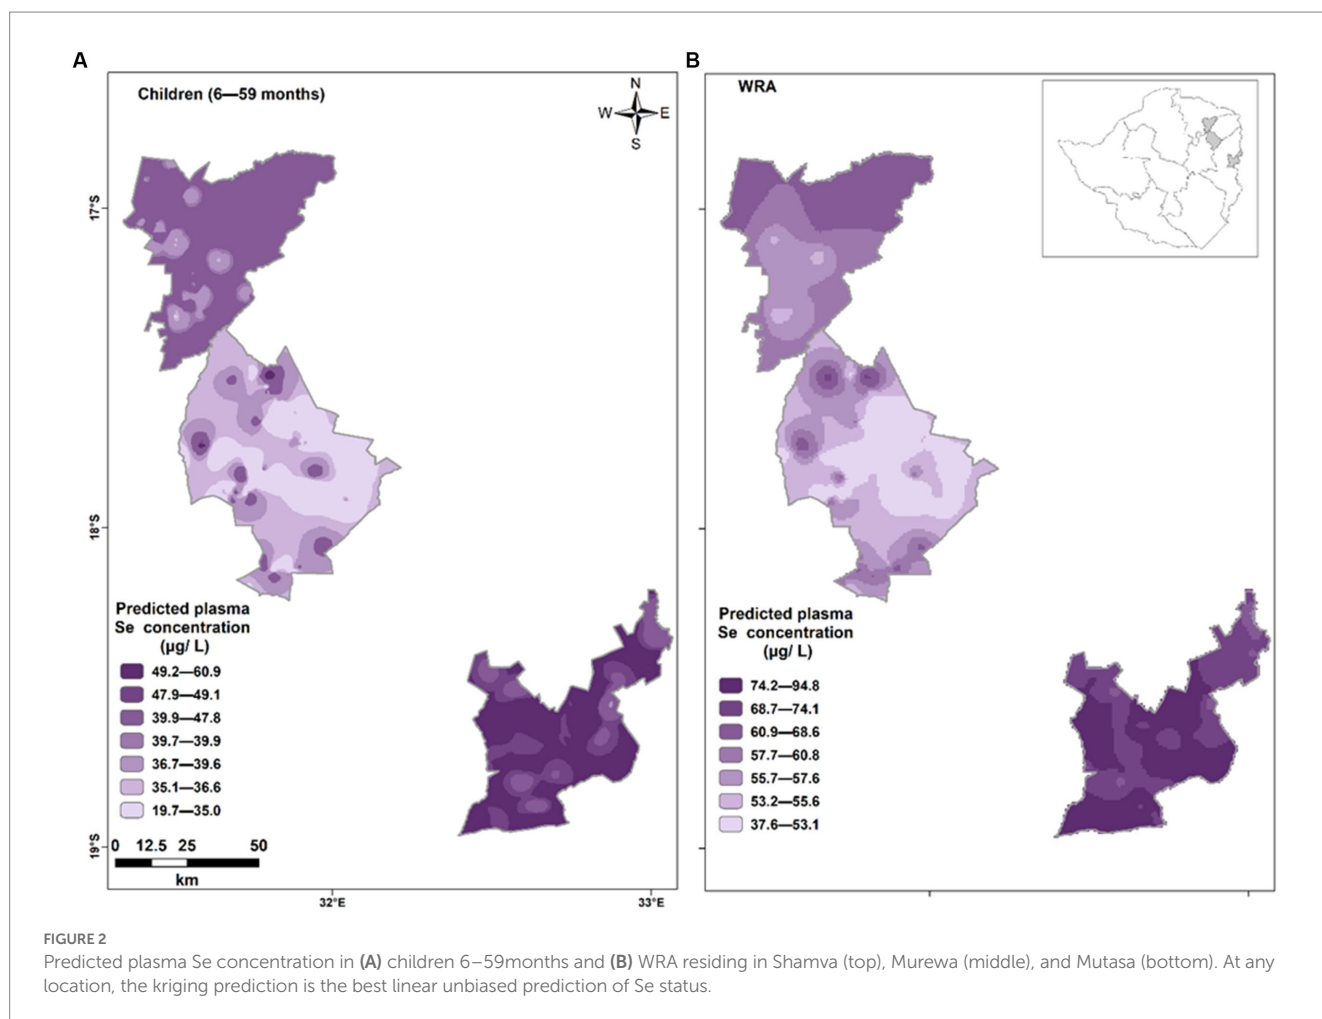 A
B
Children (6—59 months)
N
W
E
S
WRA
17°S
18°S
19°S
Predicted plasma
Se concentration
(µg/ L)
49.2—60.9
47.9—49.1
39.9—47.8
39.7—39.9
36.7—39.6
35.1—36.6
19.7—35.0
0 12.5 25 50
km
32°E
33°E
Predicted plasma
Se concentration
(µg/ L)
74.2—94.8
68.7—74.1
60.9—68.6
57.7—60.8
55.7—57.6
53.2—55.6
37.6—53.1
FIGURE 2
Predicted plasma Se concentration in (A) children 6–59months and (B) WRA residing in Shamva (top), Murewa (middle), and Mutasa (bottom). At any
location, the kriging prediction is the best linear unbiased prediction of Se status.